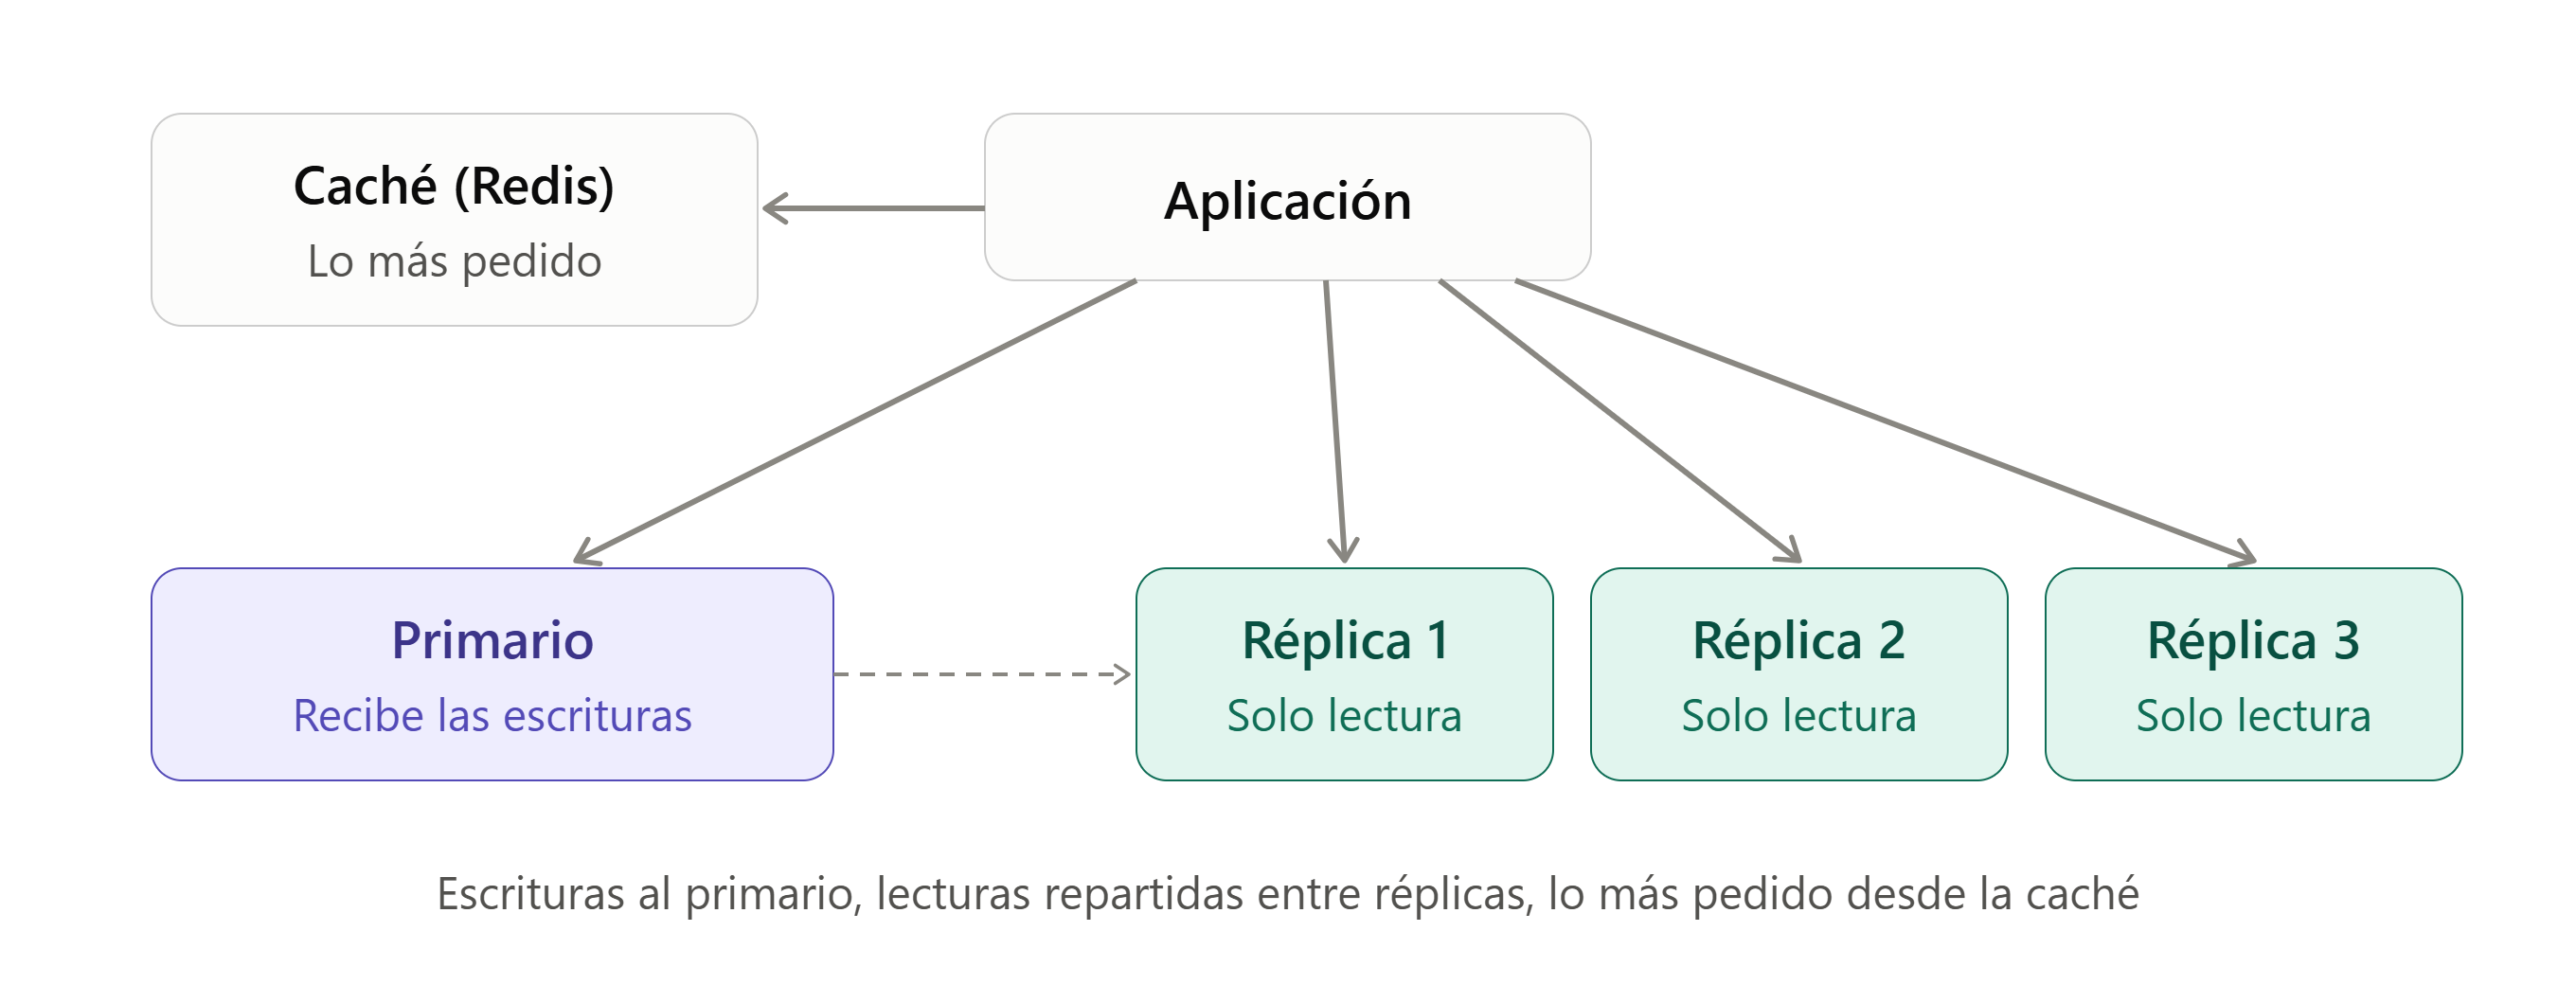 Caché (Redis)
Lo más pedido
Aplicación
Primario
Recibe las escrituras
Réplica 1
Solo lectura
Réplica 2
Solo lectura
Réplica 3
Solo lectura
Escrituras al primario, lecturas repartidas entre réplicas, lo más pedido desde la caché